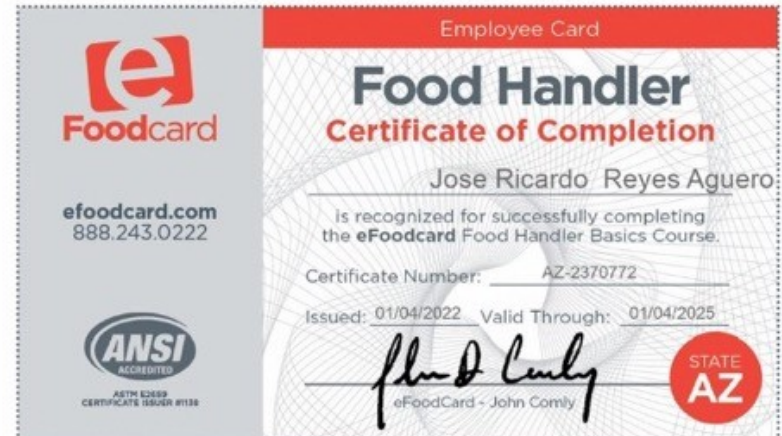 Employee Card
e
Foodcard
efoodcard.com
888.243.0222
ANSI
ACCREDITED
ASTM E2659
CERTIFICATE ISSUER #1138
Food Handler
Certificate of Completion
Jose Ricardo Reyes Aguero
is recognized for successfully completing
the eFoodcard Food Handler Basics Course.
Certificate Number: AZ-2370772
Issued: 01/04/2022 Valid Through: 01/04/2025
eFoodCard - John Comly
STATE
AZ